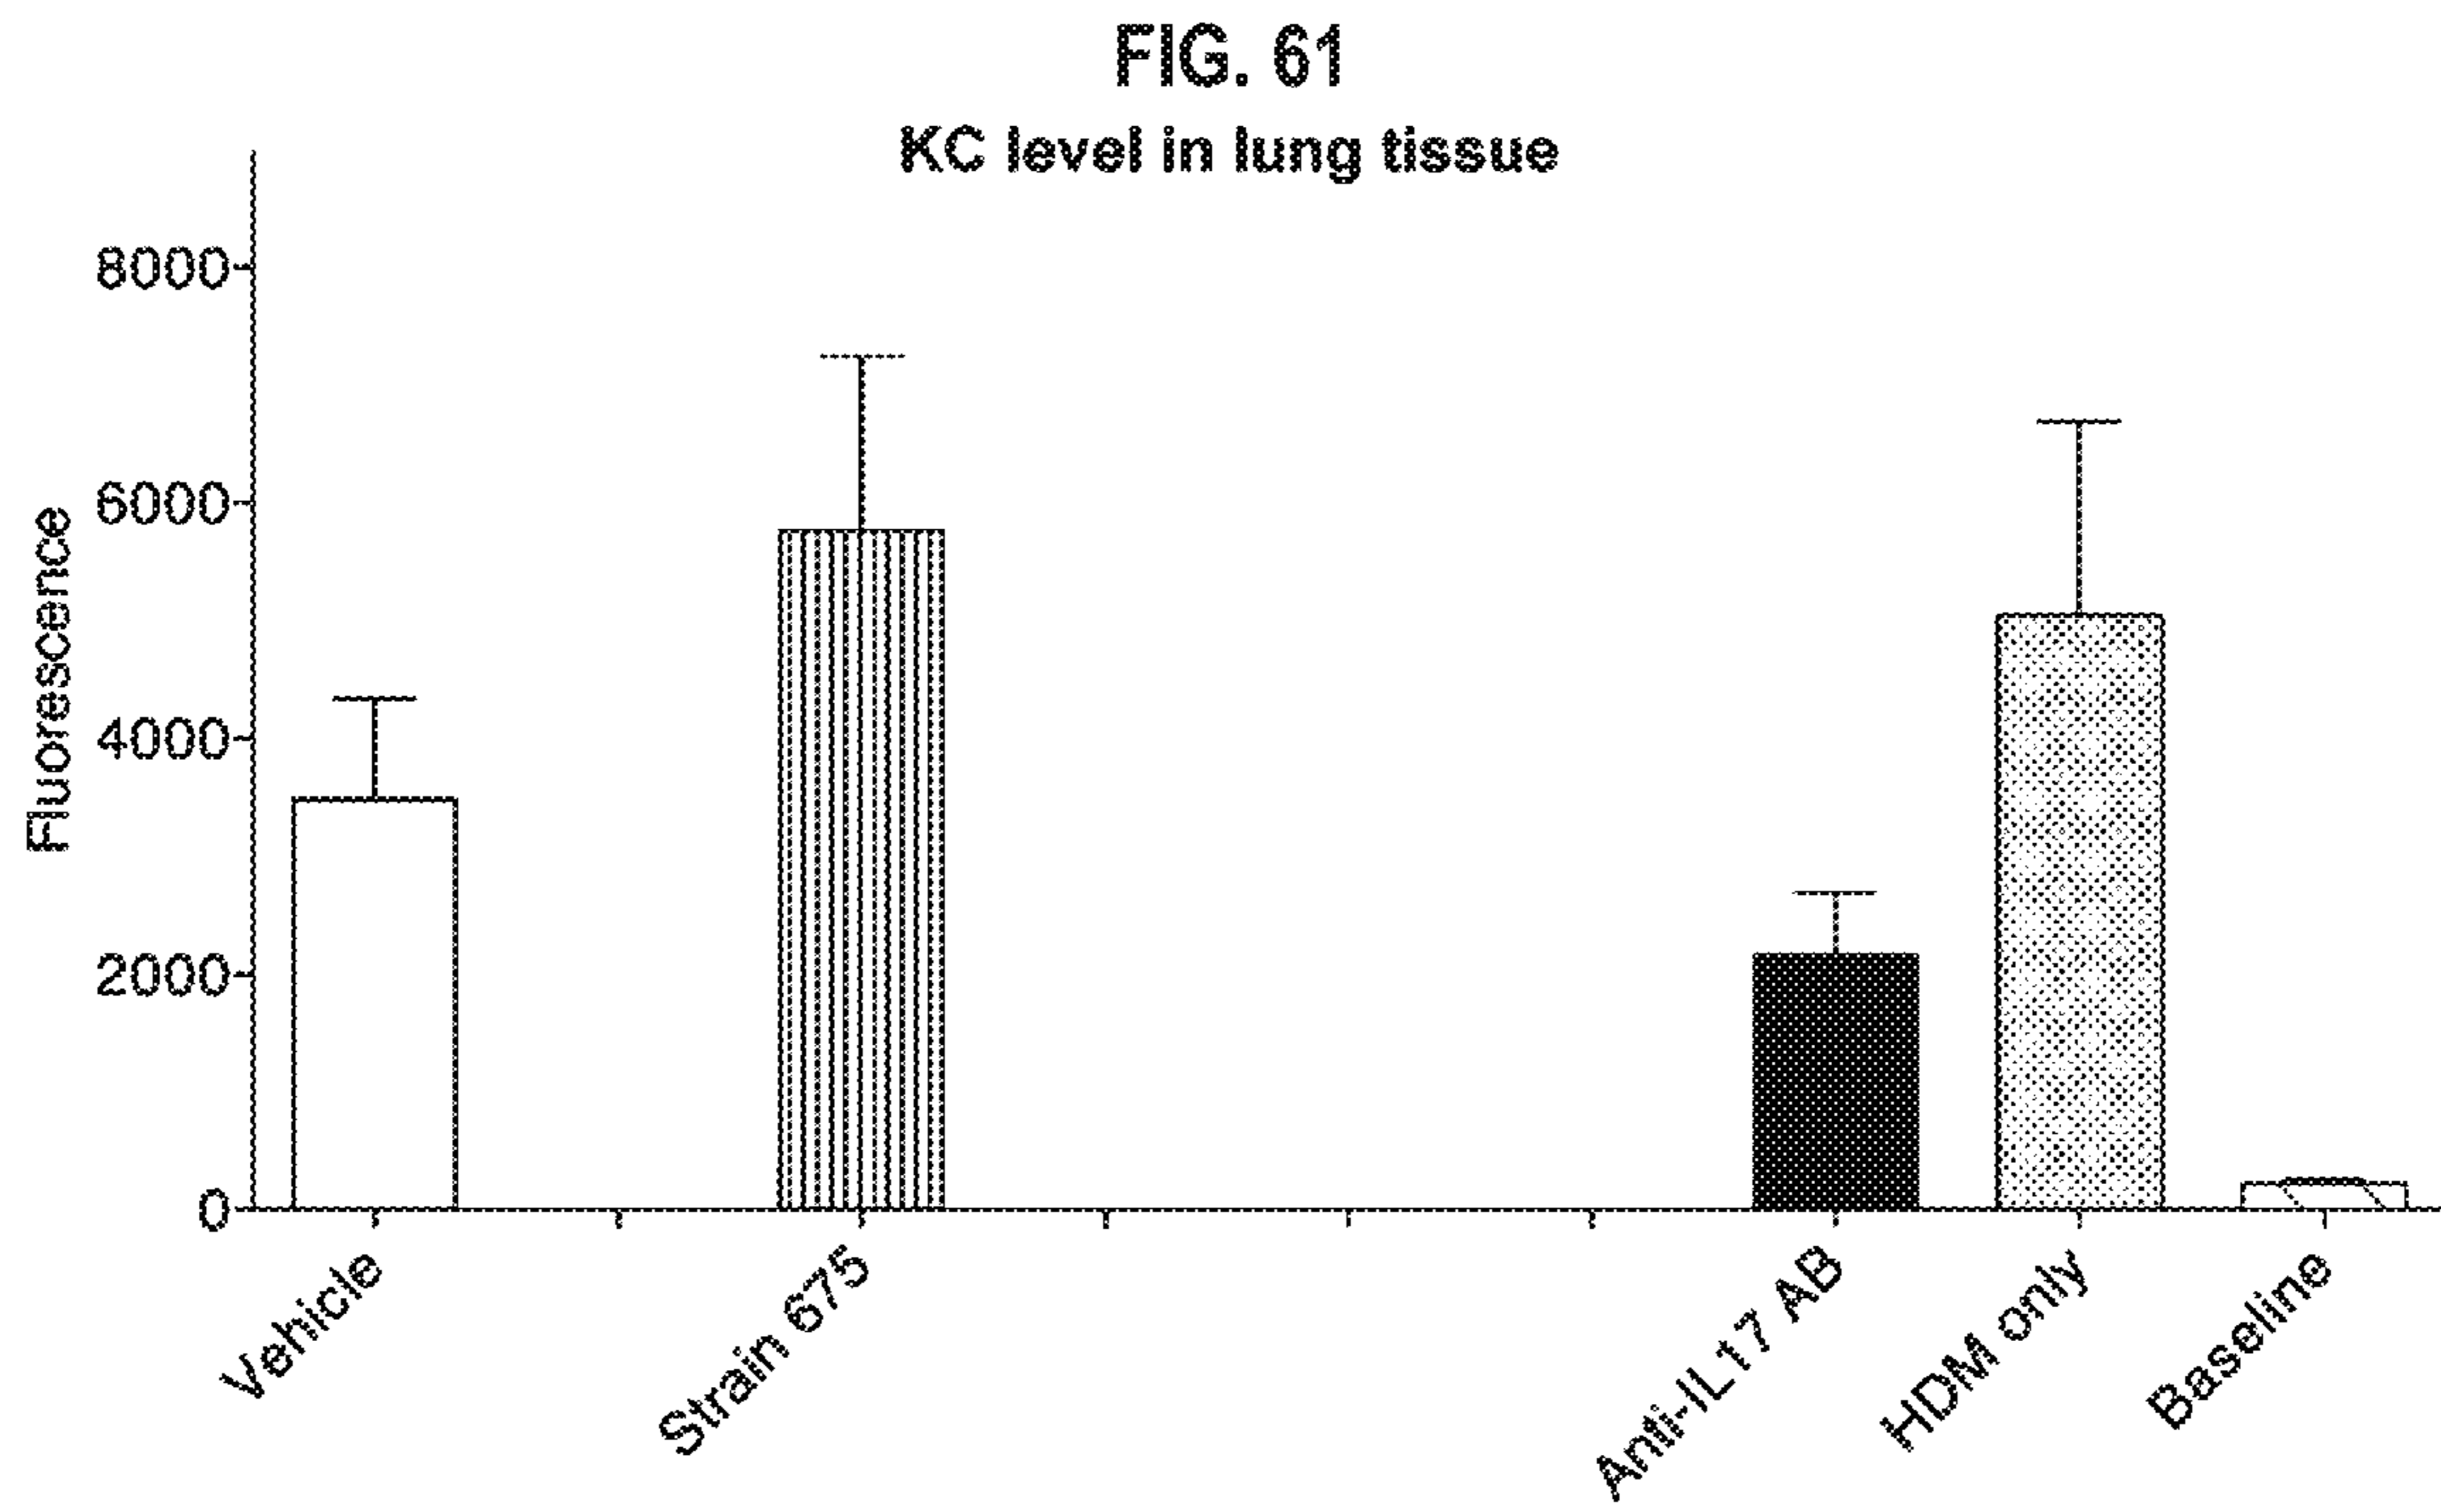 FIG. 61
KC level in lung tissue
Fluorescence
8000
6000
4000
2000
0
Vehicle
Strain 675
Anti-IL17 AB
HDM only
Baseline